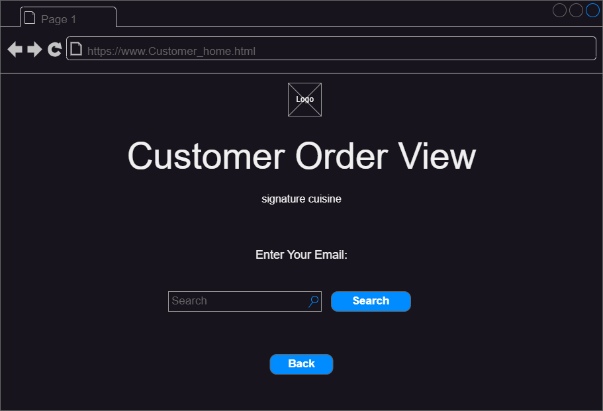 Page 1
https://www.Customer_home.html
Logo
Customer Order View
signature cuisine
Enter Your Email:
Search Search
Back